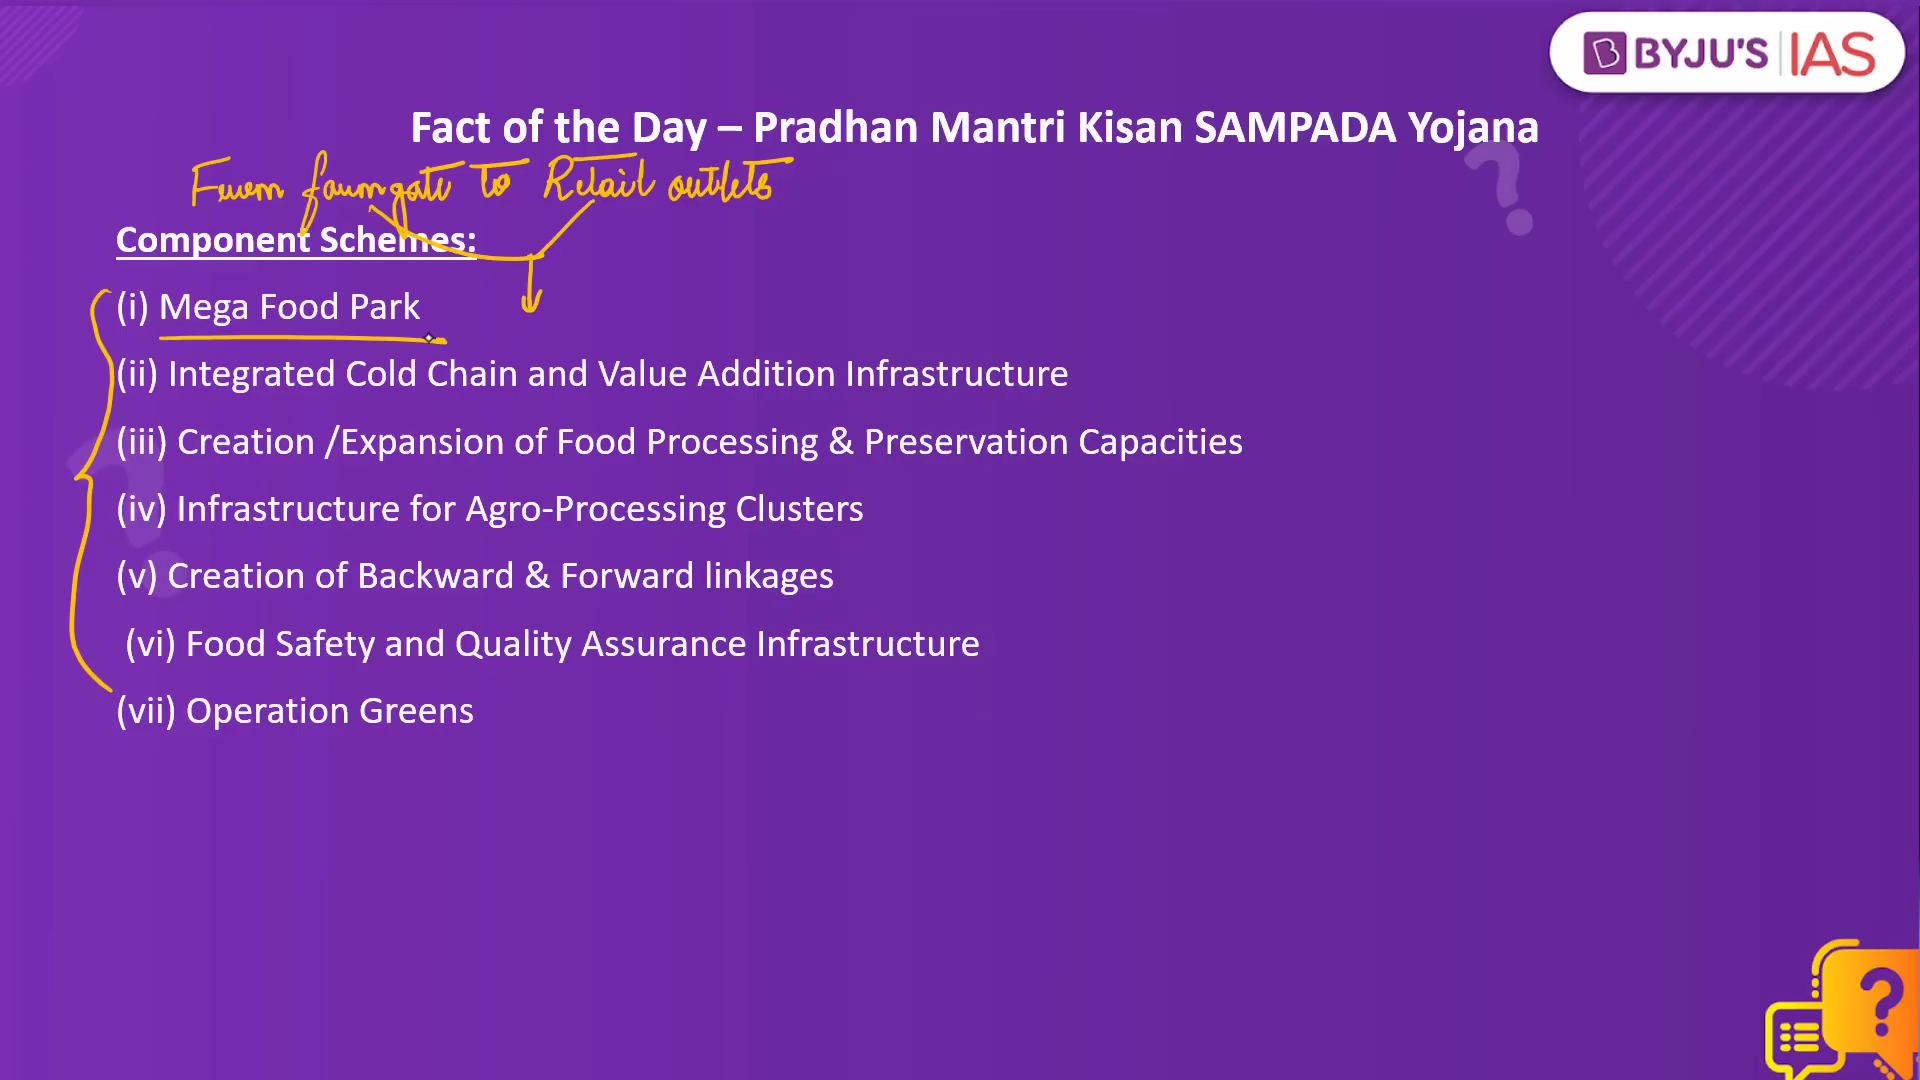 BYJU'S IAS
Fact of the Day – Pradhan Mantri Kisan SAMPADA Yojana
From farmgate to Retail outlets
Component Schemes:
(i) Mega Food Park
(ii) Integrated Cold Chain and Value Addition Infrastructure
(iii) Creation /Expansion of Food Processing & Preservation Capacities
(iv) Infrastructure for Agro-Processing Clusters
(v) Creation of Backward & Forward linkages
(vi) Food Safety and Quality Assurance Infrastructure
(vii) Operation Greens